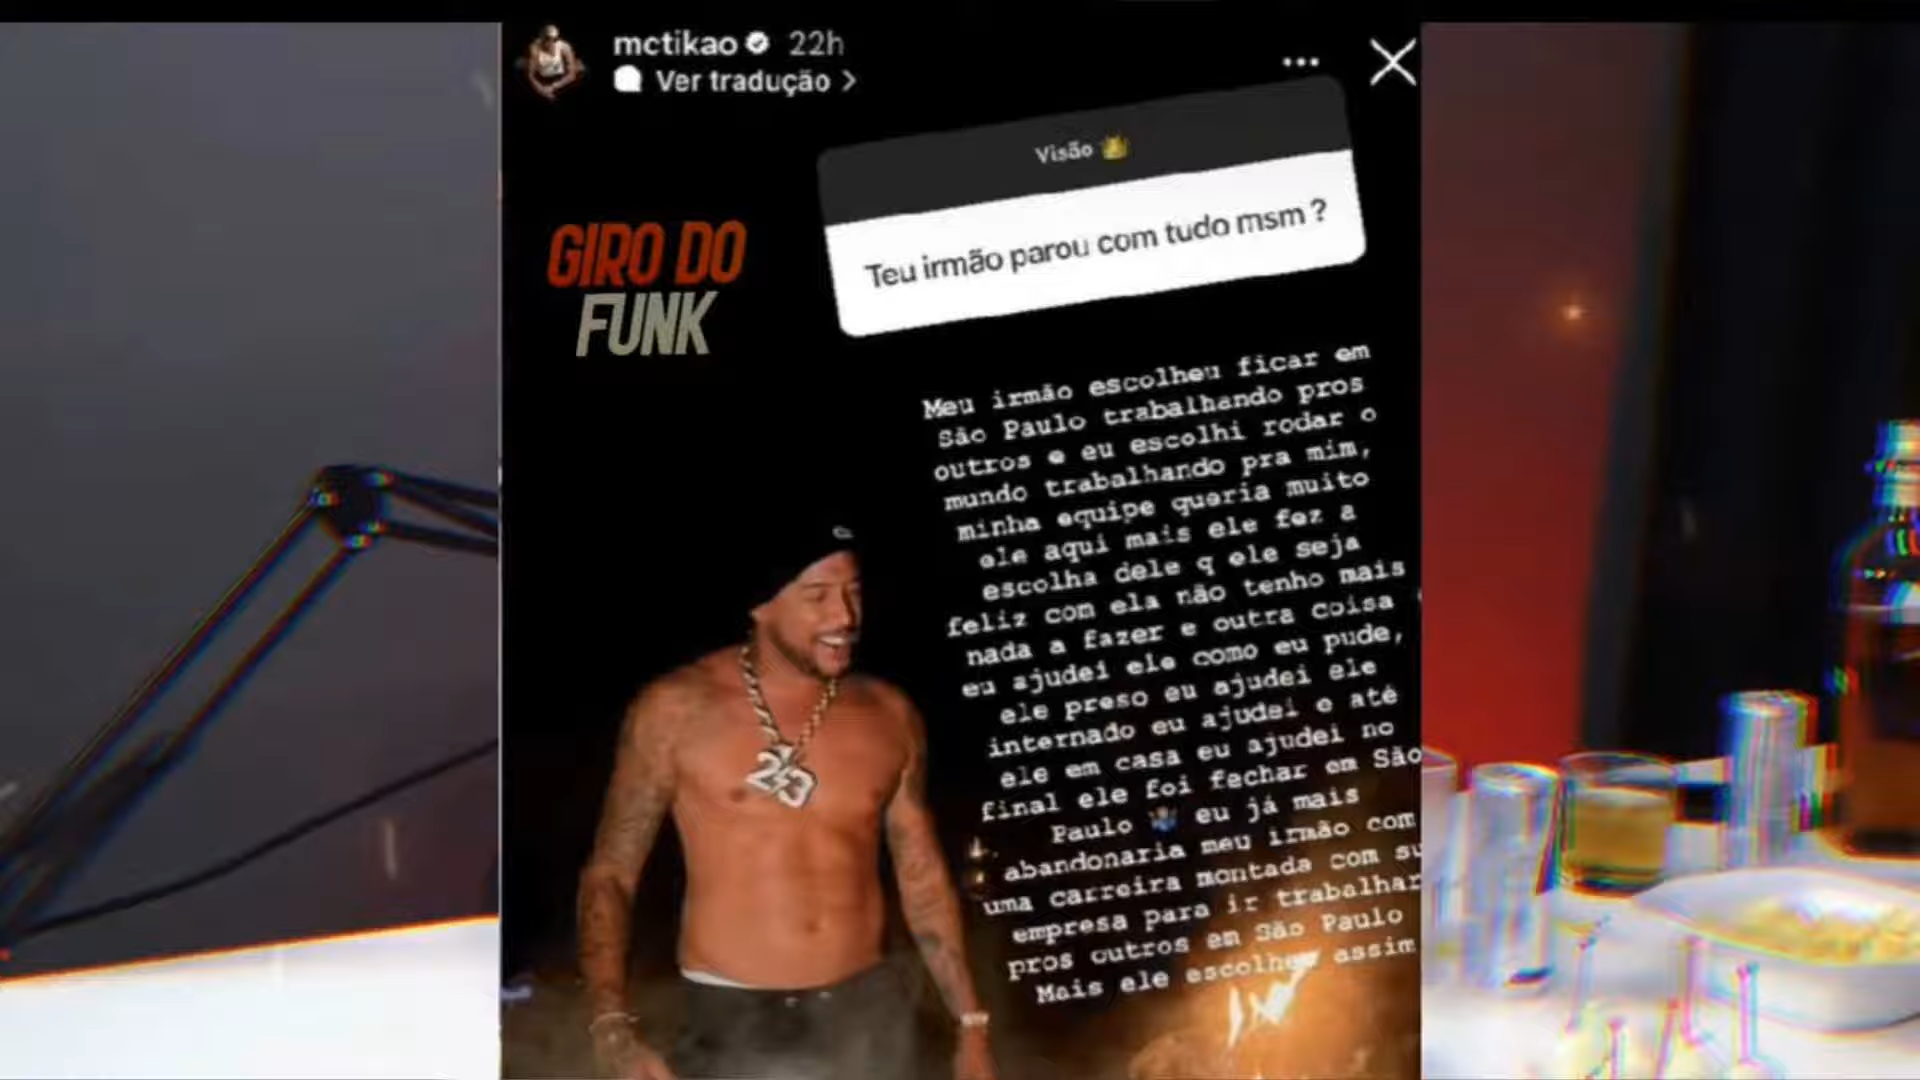 mctikao 22h
Ver tradução >
Visão
Teu irmão parou com tudo msm ?
GIRO DO
FUNK
Meu irmão escolheu ficar em
São Paulo trabalhando pros
outros e eu escolhi rodar o
mundo trabalhando pra mim,
minha equipe queria muito
ele aqui mais ele fez a
escolha dele q ele seja
feliz com ela não tenho mais
nada a fazer e outra coisa
eu ajudei ele como eu pude,
ele preso eu ajudei ele
internado eu ajudei e até
ele em casa eu ajudei no
final ele foi fechar em São
Paulo 🤷 eu já mais
abandonaria meu irmão com
uma carreira montada com su
empresa para ir trabalhar
pros outros em São Paulo
Mais ele escolheu assim
23